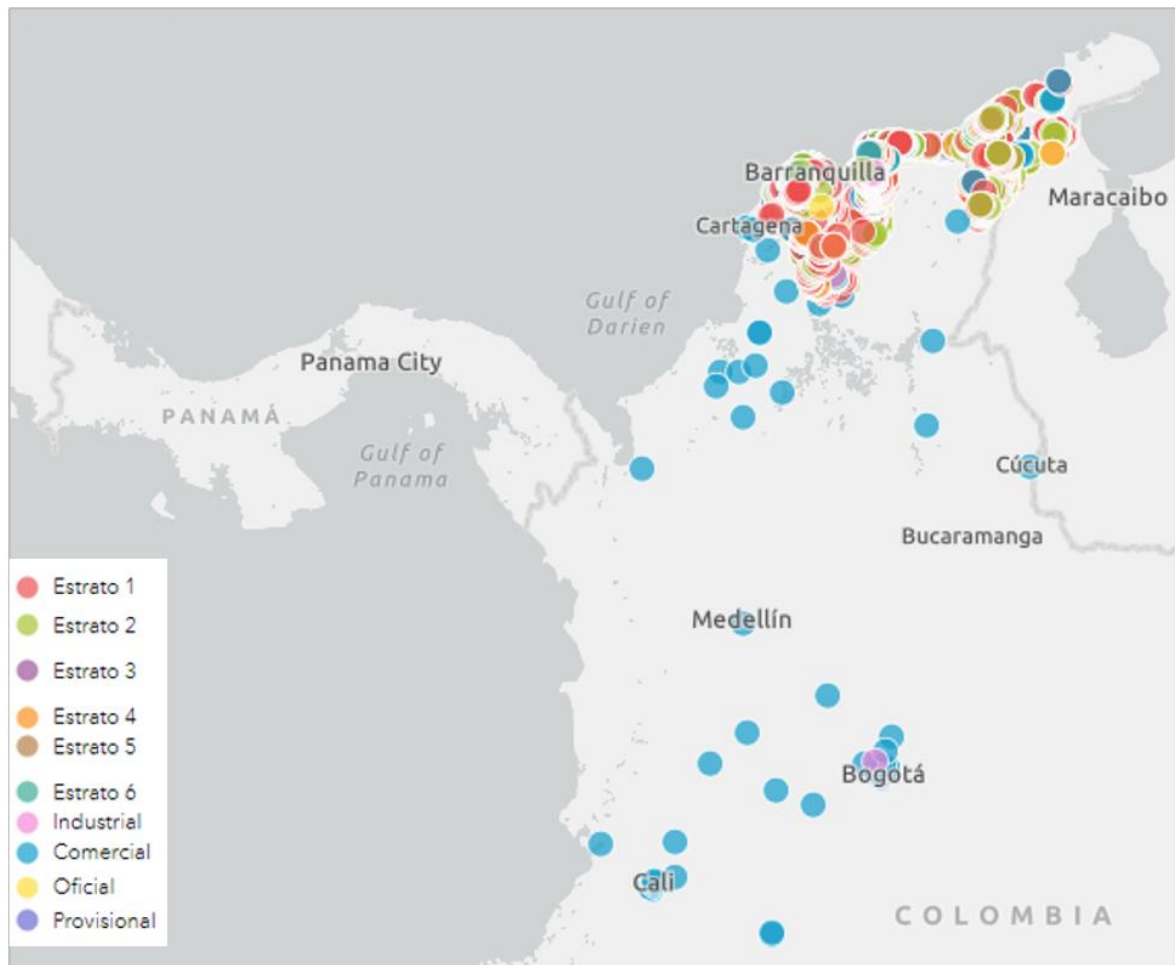 Barranquilla
Maracaibo
Cartagena
Gulf of
Darien
Panama City
PANAMÁ
Gulf of
Panama
Cúcuta
Bucaramanga
Medellín
Bogotá
Cali
COLOMBIA
Estrato 1
Estrato 2
Estrato 3
Estrato 4
Estrato 5
Estrato 6
Industrial
Comercial
Oficial
Provisional